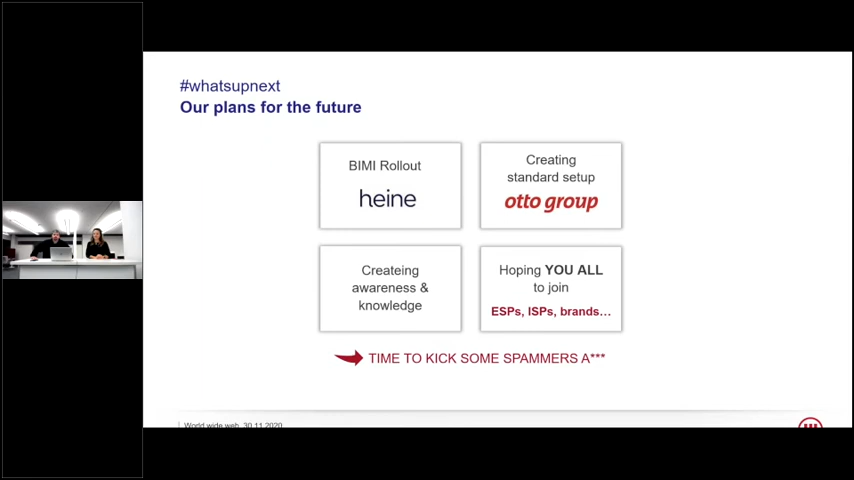 #whatsupnext
Our plans for the future
BIMI Rollout
heine
Creating
standard setup
otto group
Createing
awareness &
knowledge
Hoping YOU ALL
to join
ESPs, ISPs, brands...
TIME TO KICK SOME SPAMMERS A***
World wide web, 30.11.2020